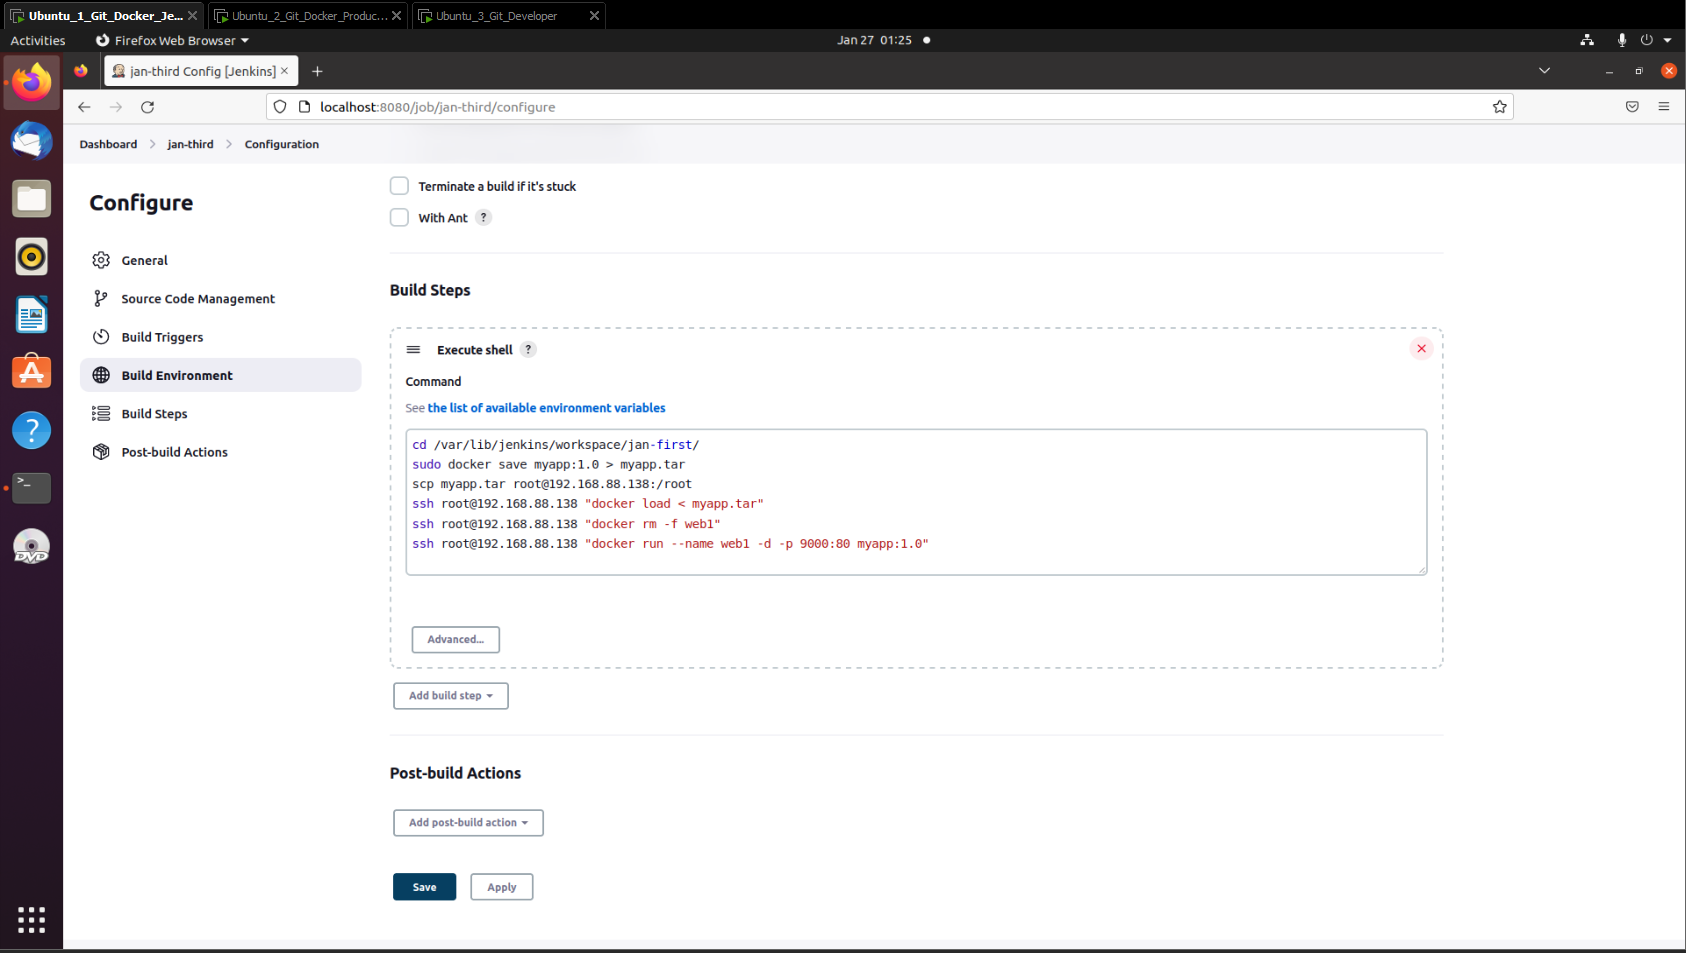 Ubuntu_1_Git_Docker_Je...
Ubuntu_2_Git_Docker_Produc...
Ubuntu_3_Git_Developer
Activities
Firefox Web Browser
Jan 27 01:25
jan-third Config [Jenkins]
localhost:8080/job/jan-third/configure
Dashboard
jan-third
Configuration
Configure
General
Source Code Management
Build Triggers
Build Environment
Build Steps
Post-build Actions
Terminate a build if it's stuck
With Ant ?
Build Steps
Execute shell ?
Command
See the list of available environment variables
cd /var/lib/jenkins/workspace/jan-first/
sudo docker save myapp:1.0 > myapp.tar
scp myapp.tar root@192.168.88.138:/root
ssh root@192.168.88.138 "docker load < myapp.tar"
ssh root@192.168.88.138 "docker rm -f web1"
ssh root@192.168.88.138 "docker run --name web1 -d -p 9000:80 myapp:1.0"
Advanced...
Add build step
Post-build Actions
Add post-build action
Save
Apply
?
>_
DVD